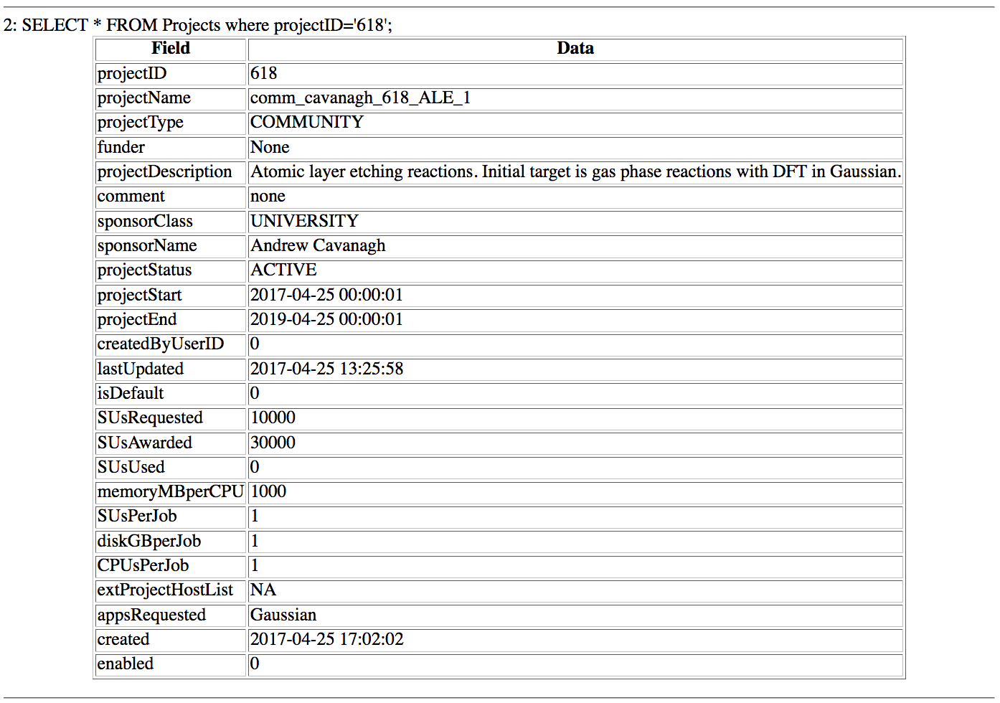 2: SELECT * FROM Projects where projectID='618';
Field Data
projectID 618
projectName comm_cavanagh_618_ALE_1
projectType COMMUNITY
funder None
projectDescription Atomic layer etching reactions. Initial target is gas phase reactions with DFT in Gaussian.
comment none
sponsorClass UNIVERSITY
sponsorName Andrew Cavanagh
projectStatus ACTIVE
projectStart 2017-04-25 00:00:01
projectEnd 2019-04-25 00:00:01
createdByUserID 0
lastUpdated 2017-04-25 13:25:58
isDefault 0
SUsRequested 10000
SUsAwarded 30000
SUsUsed 0
memoryMBperCPU 1000
SUsPerJob 1
diskGBperJob 1
CPUsPerJob 1
extProjectHostList NA
appsRequested Gaussian
created 2017-04-25 17:02:02
enabled 0